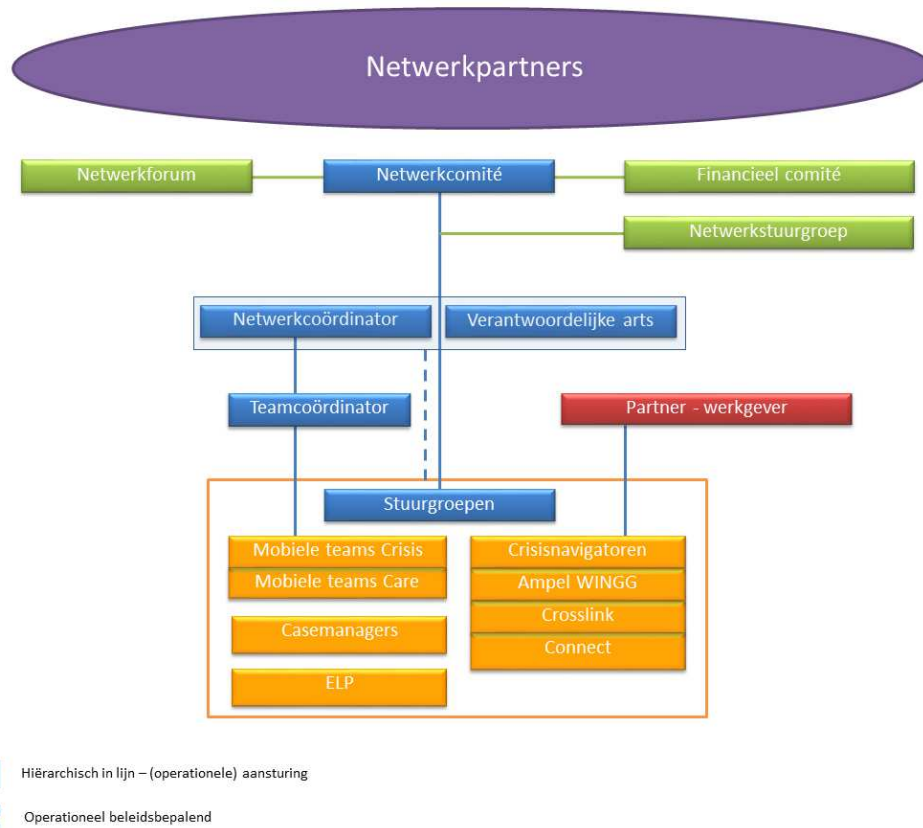 Netwerkpartners
Netwerkforum
Netwerkcomité
Financieel comité
Netwerkstuurgroep
Netwerkcoördinator
Verantwoordelijke arts
Teamcoördinator
Partner - werkgever
Stuurgroepen
Mobiele teams Crisis
Mobiele teams Care
Casemanagers
ELP
Crisisnavigatoren
Ampel WINGG
Crosslink
Connect
Hiërarchisch in lijn – (operationele) aansturing
Operationeel beleidsbepalend